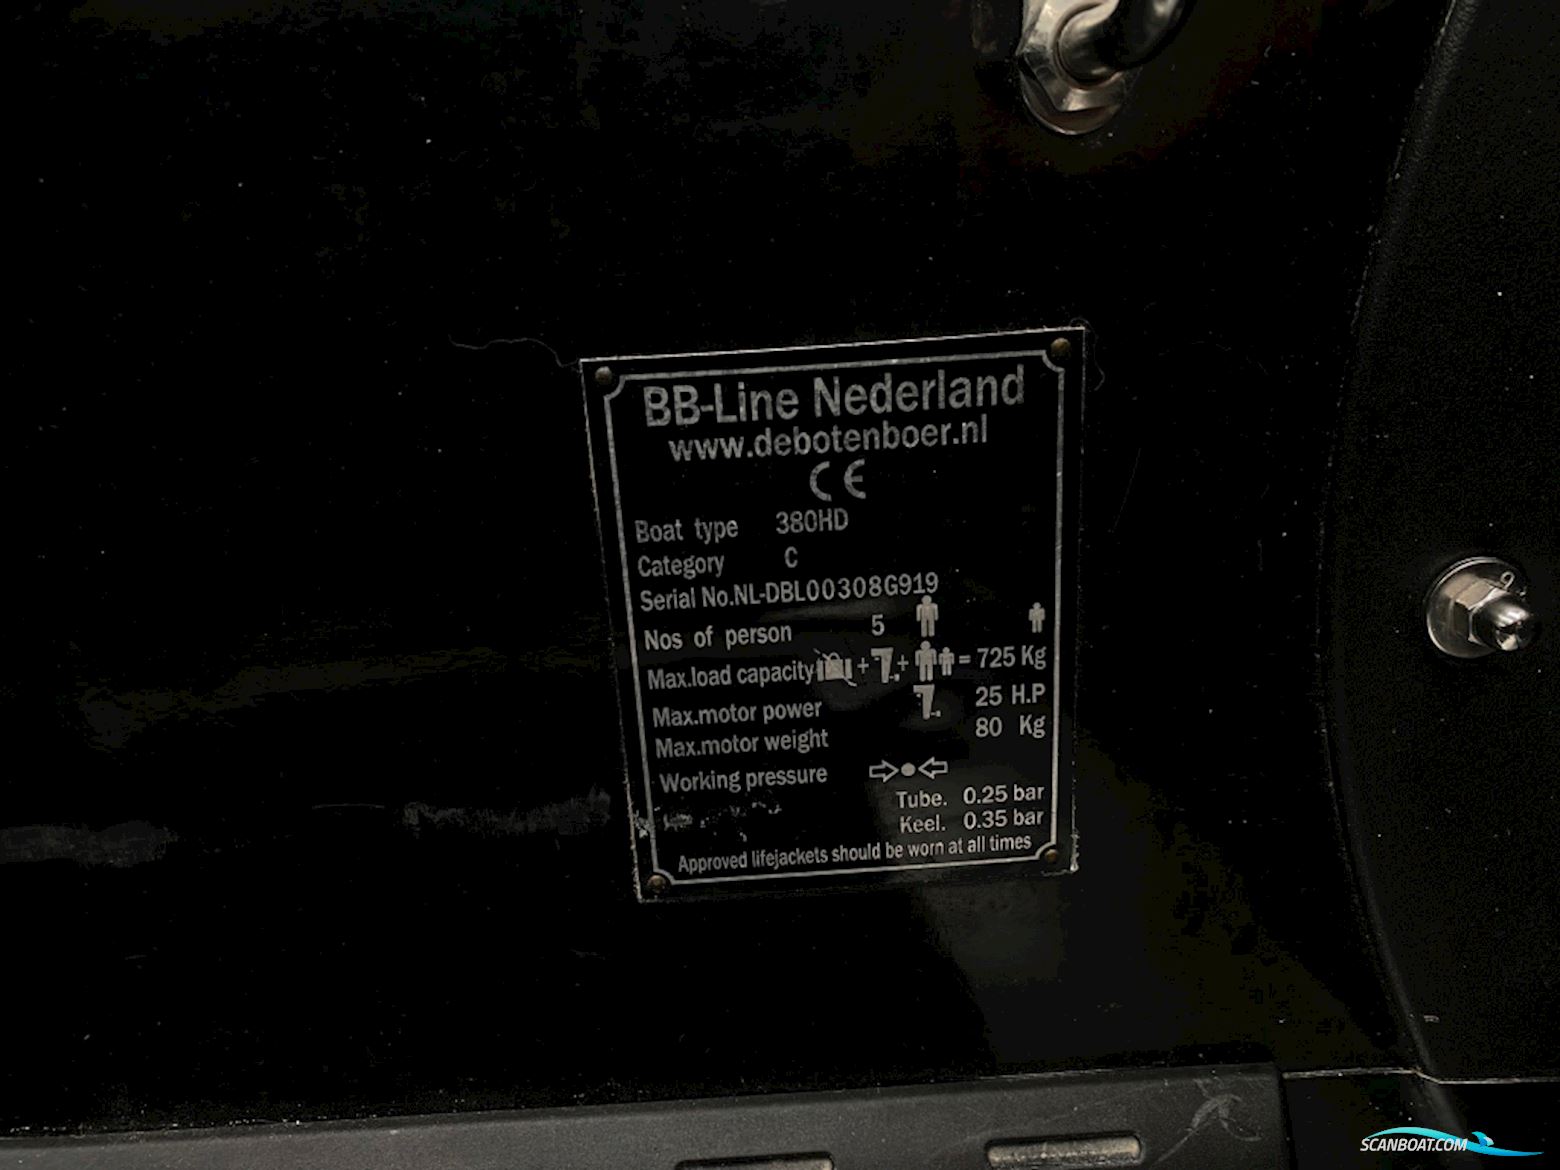 BB-Line Nederland
www.debotenboer.nl
CE
Boat type 380HD
Category C
Serial No.NL-DBL00308G919
Nos of person 5
Max.load capacity + + = 725 Kg
Max.motor power 25 H.P
Max.motor weight 80 Kg
Working pressure
Tube. 0.25 bar
Keel. 0.35 bar
Approved lifejackets should be worn at all times
SCANBOAT.COM